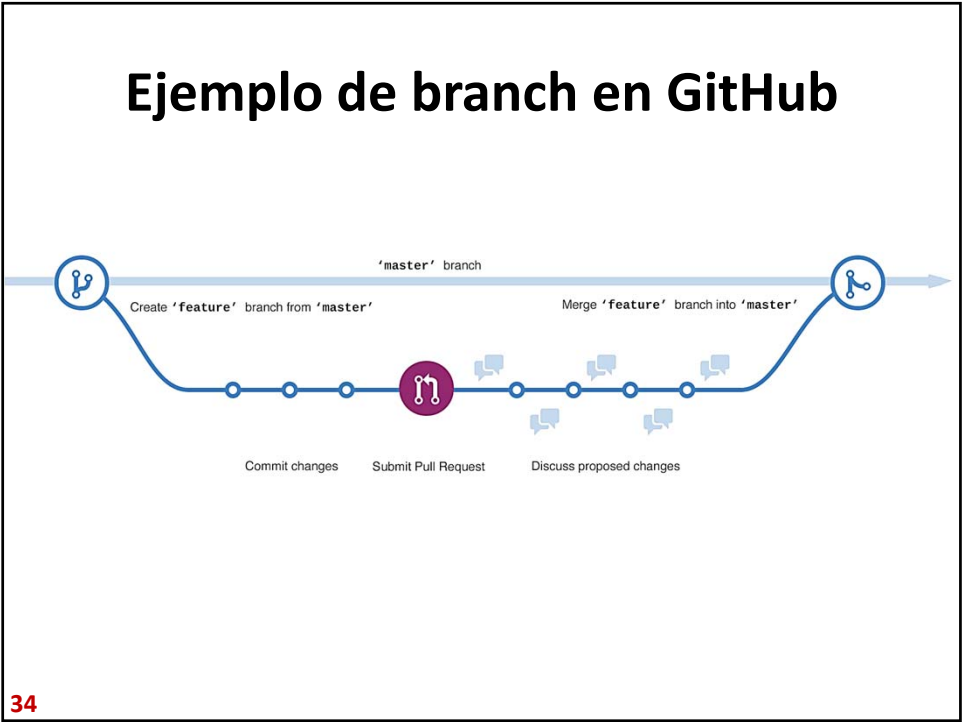 Ejemplo de branch en GitHub
‘master’ branch
Create ‘feature’ branch from ‘master’
Merge ‘feature’ branch into ‘master’
Commit changes
Submit Pull Request
Discuss proposed changes
34